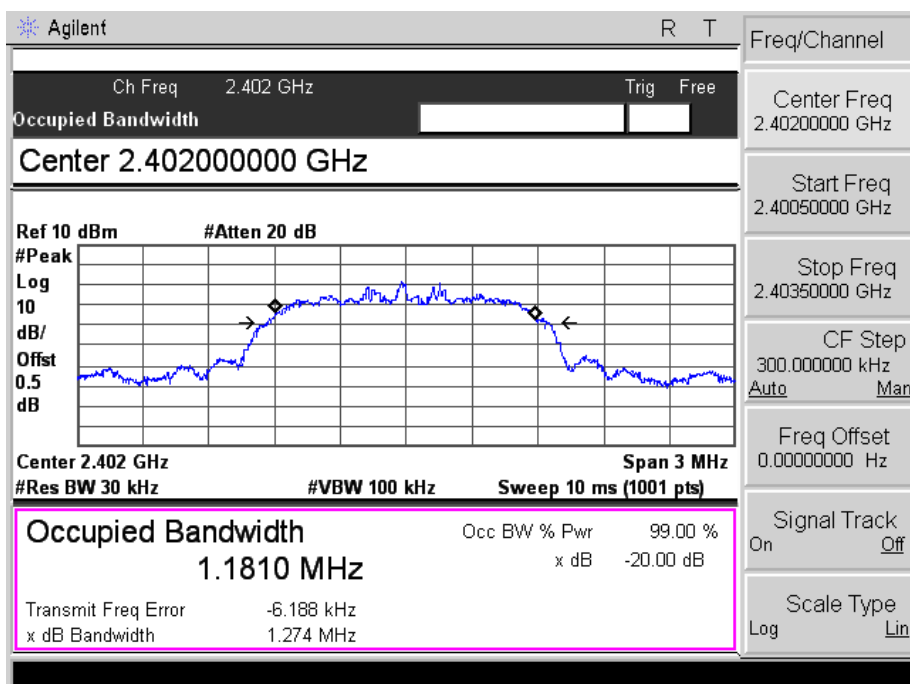 Agilent R T
Ch Freq 2.402 GHz Trig Free
Occupied Bandwidth
Center 2.402000000 GHz
Ref 10 dBm #Atten 20 dB
#Peak
Log
10
dB/
Offst
0.5
dB
Center 2.402 GHz Span 3 MHz
#Res BW 30 kHz #VBW 100 kHz Sweep 10 ms (1001 pts)
Occupied Bandwidth
1.1810 MHz
Occ BW % Pwr 99.00 %
x dB -20.00 dB
Transmit Freq Error -6.188 kHz
x dB Bandwidth 1.274 MHz
Freq/Channel
Center Freq
2.40200000 GHz
Start Freq
2.40050000 GHz
Stop Freq
2.40350000 GHz
CF Step
300.000000 kHz
Auto Man
Freq Offset
0.00000000 Hz
Signal Track
On Off
Scale Type
Log Lin